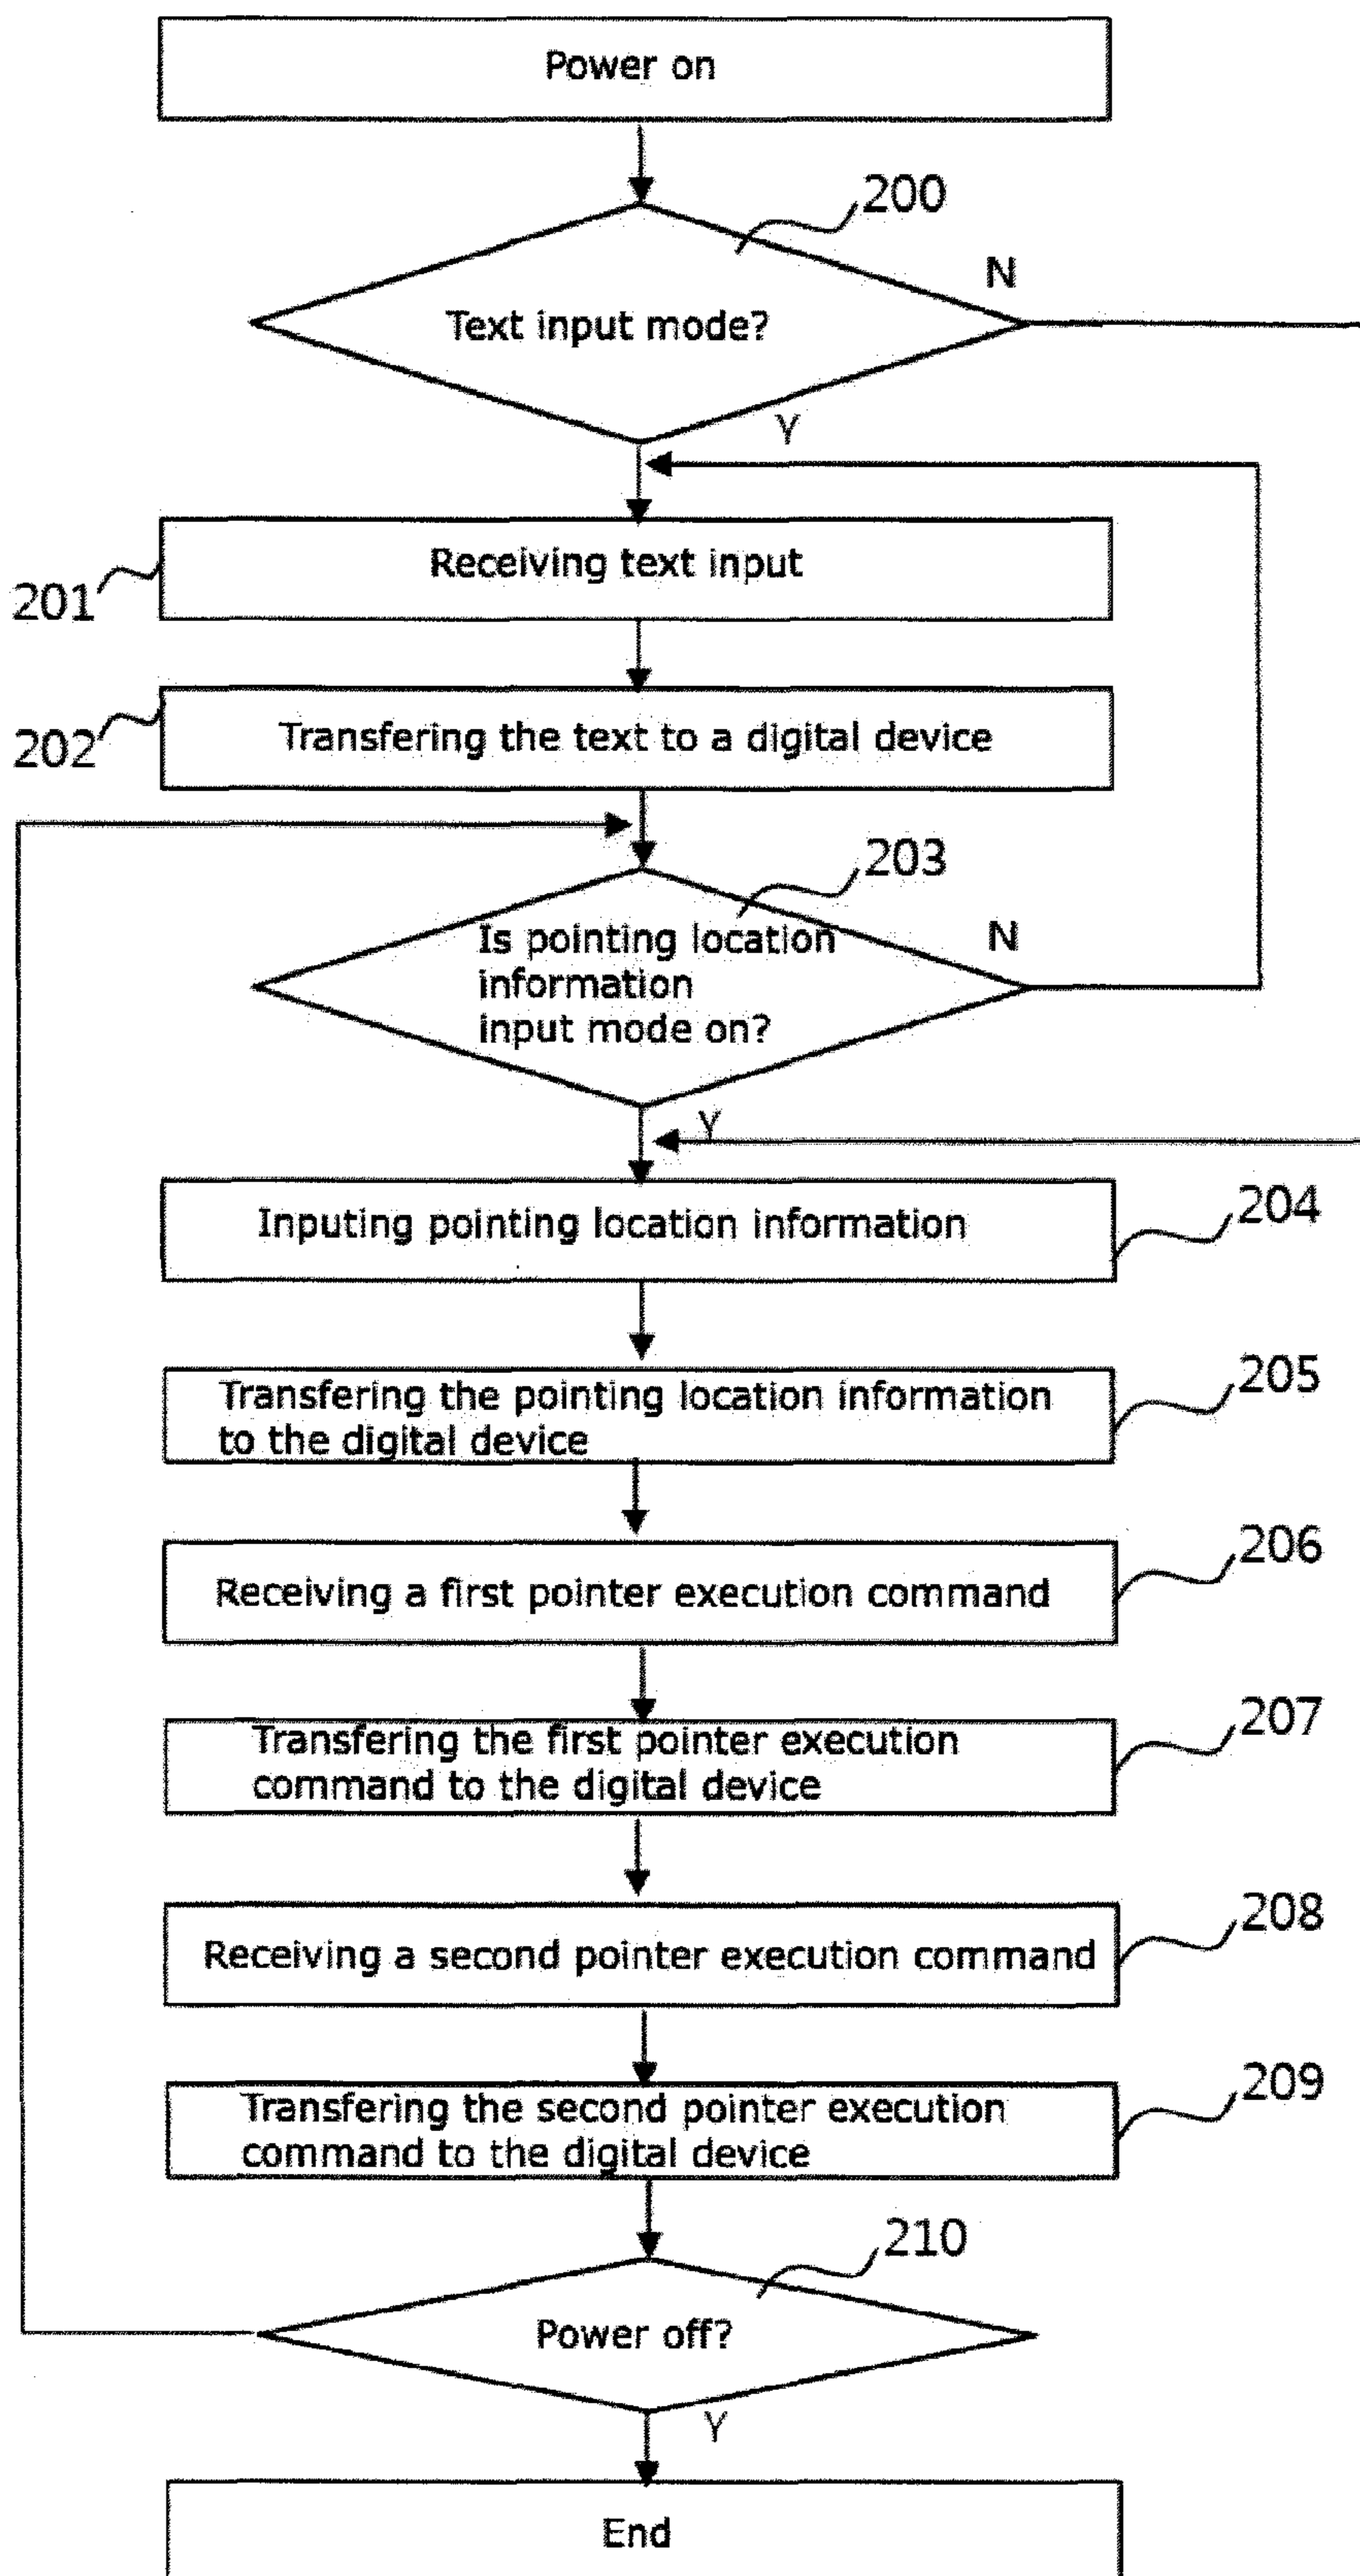 Power on
200
N
Text input mode?
Y
Receiving text input
201
Transfering the text to a digital device
202
203
Is pointing location
N
information
input mode on?
Y
Inputing pointing location information
204
Transfering the pointing location information
205
to the digital device
206
Receiving a first pointer execution command
207
Transfering the first pointer execution
command to the digital device
208
Receiving a second pointer execution command
209
Transfering the second pointer execution
command to the digital device
210
Power off?
Y
End